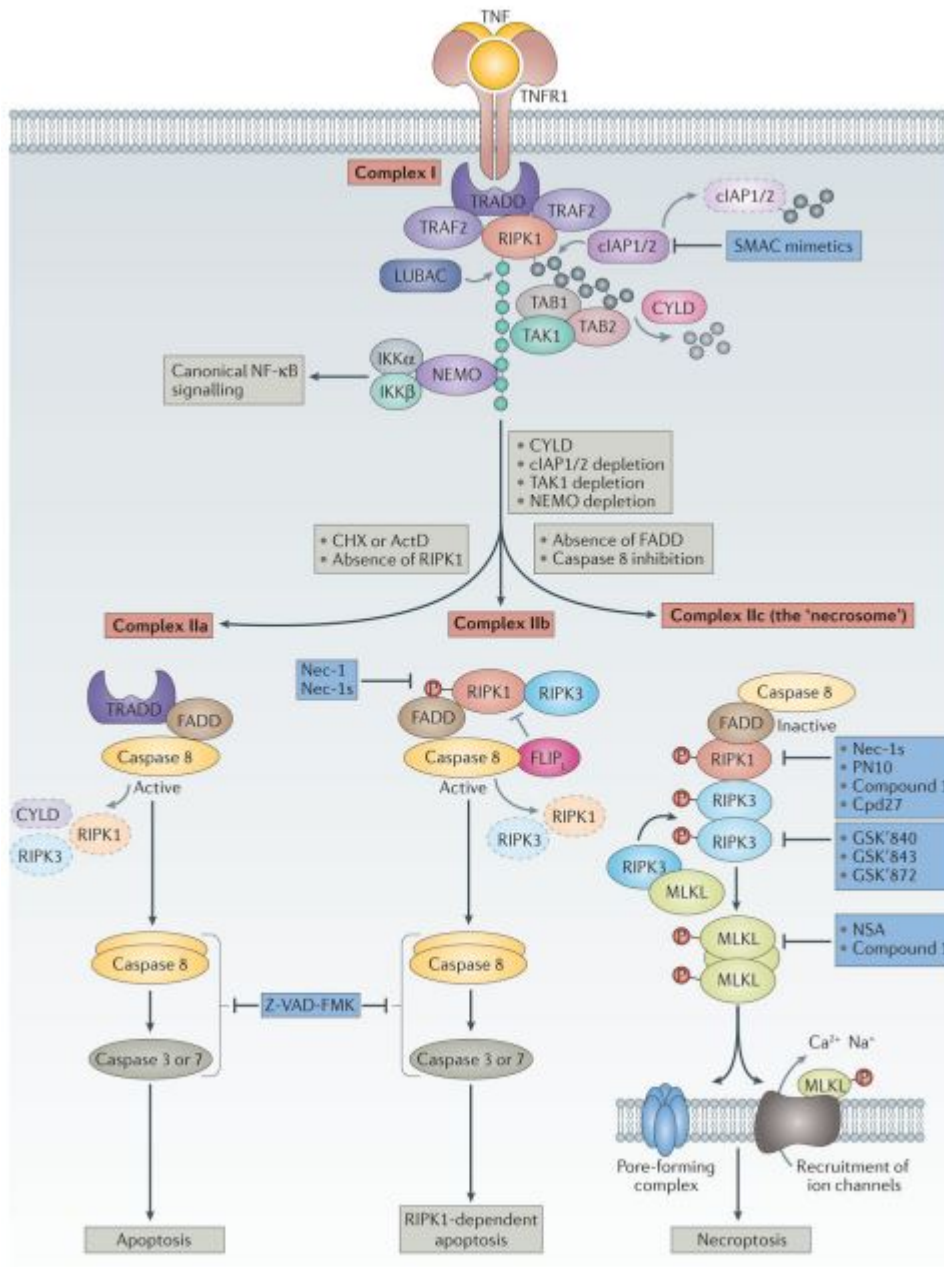 TNF
TNFR1
Complex I
TRADD
TRAF2
TRAF2
RIPK1
cIAP1/2
cIAP1/2
SMAC mimetics
LUBAC
TAB1
TAB2
TAK1
CYLD
IKKα
IKKβ
NEMO
Canonical NF-κB
signalling
• CYLD
• cIAP1/2 depletion
• TAK1 depletion
• NEMO depletion
• CHX or ActD
• Absence of RIPK1
• Absence of FADD
• Caspase 8 inhibition
Complex IIa
Complex IIb
Complex IIc (the 'necrosome')
TRADD
FADD
Caspase 8
Active
CYLD
RIPK1
RIPK3
Caspase 8
Caspase 3 or 7
Apoptosis
Nec-1
Nec-1s
P
RIPK1
RIPK3
FADD
Caspase 8
FLIPL
Active
RIPK1
RIPK3
Z-VAD-FMK
Caspase 8
Caspase 3 or 7
RIPK1-dependent
apoptosis
Caspase 8
FADD
Inactive
P
RIPK1
• Nec-1s
• PN10
• Compound 1
• Cpd27
P
RIPK3
P
RIPK3
• GSK'840
• GSK'843
• GSK'872
RIPK3
MLKL
P
MLKL
• NSA
• Compound 1
P
MLKL
Ca²⁺ Na⁺
MLKL
P
Pore-forming
complex
Recruitment of
ion channels
Necroptosis